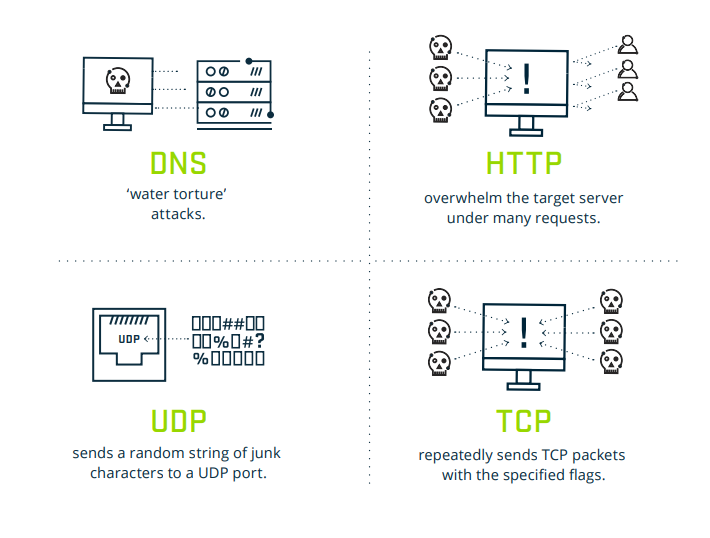 DNS
‘water torture’
attacks.
HTTP
overwhelm the target server
under many requests.
UDP
▯▯▯##▯▯
▯▯%▯#?
%▯▯▯▯▯
UDP
sends a random string of junk
characters to a UDP port.
!
TCP
repeatedly sends TCP packets
with the specified flags.